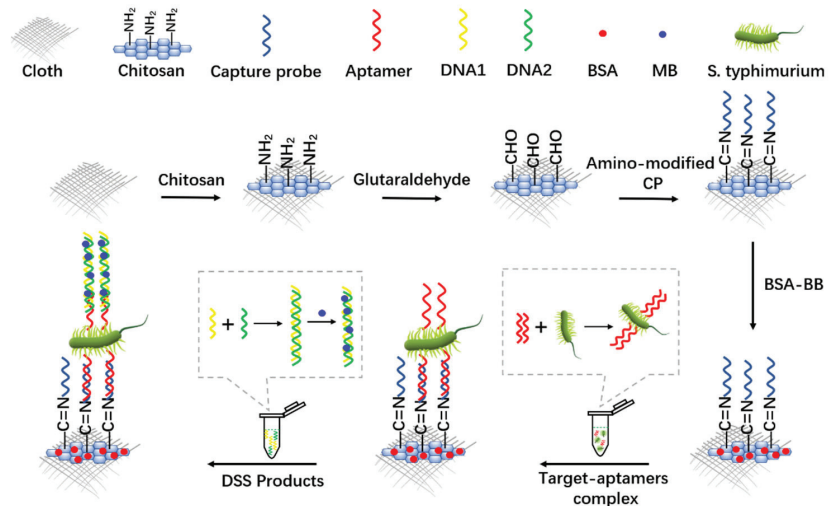 NH2
NH2
NH2
Cloth
Chitosan
Capture probe
Aptamer
DNA1
DNA2
BSA
MB
S. typhimurium
NH2
NH2
NH2
CHO
CHO
CHO
C=N
C=N
C=N
Chitosan
Glutaraldehyde
Amino-modified
CP
BSA-BB
+
+
C=N
C=N
C=N
C=N
C=N
C=N
C=N
C=N
C=N
DSS Products
Target-aptamers
complex